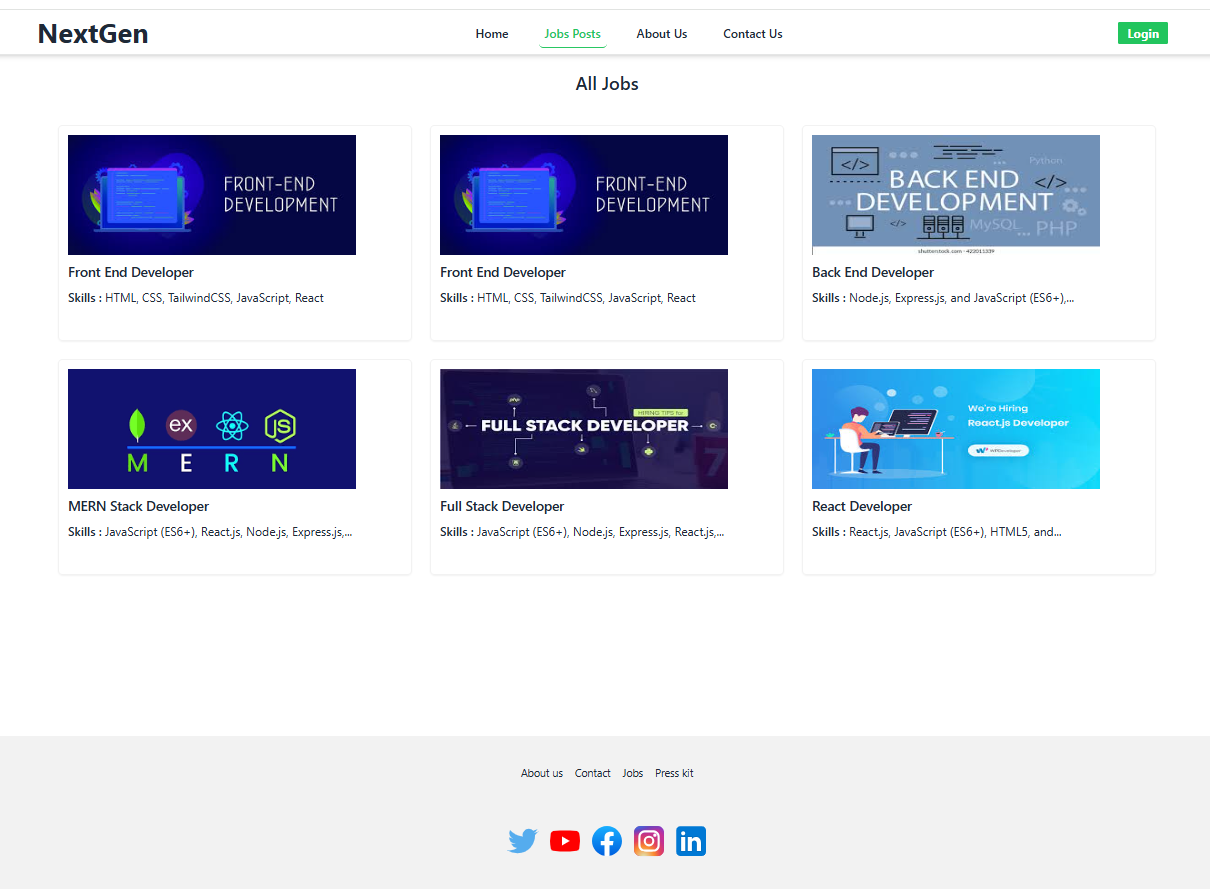 NextGen
Home
Jobs Posts
About Us
Contact Us
Login
All Jobs
FRONT-END
DEVELOPMENT
Front End Developer
Skills : HTML, CSS, TailwindCSS, JavaScript, React
FRONT-END
DEVELOPMENT
Front End Developer
Skills : HTML, CSS, TailwindCSS, JavaScript, React
</>
Python
BACK END
</>
DEVELOPMENT
</>
MySQL
PHP
shutterstock.com · 422011339
Back End Developer
Skills : Node.js, Express.js, and JavaScript (ES6+),...
ex
JS
M E R N
MERN Stack Developer
Skills : JavaScript (ES6+), React.js, Node.js, Express.js,...
php
HIRING TIPS for
FULL STACK DEVELOPER
7
Full Stack Developer
Skills : JavaScript (ES6+), Node.js, Express.js, React.js,...
We're Hiring
React.js Developer
WPDeveloper
React Developer
Skills : React.js, JavaScript (ES6+), HTML5, and...
About us
Contact
Jobs
Press kit
in